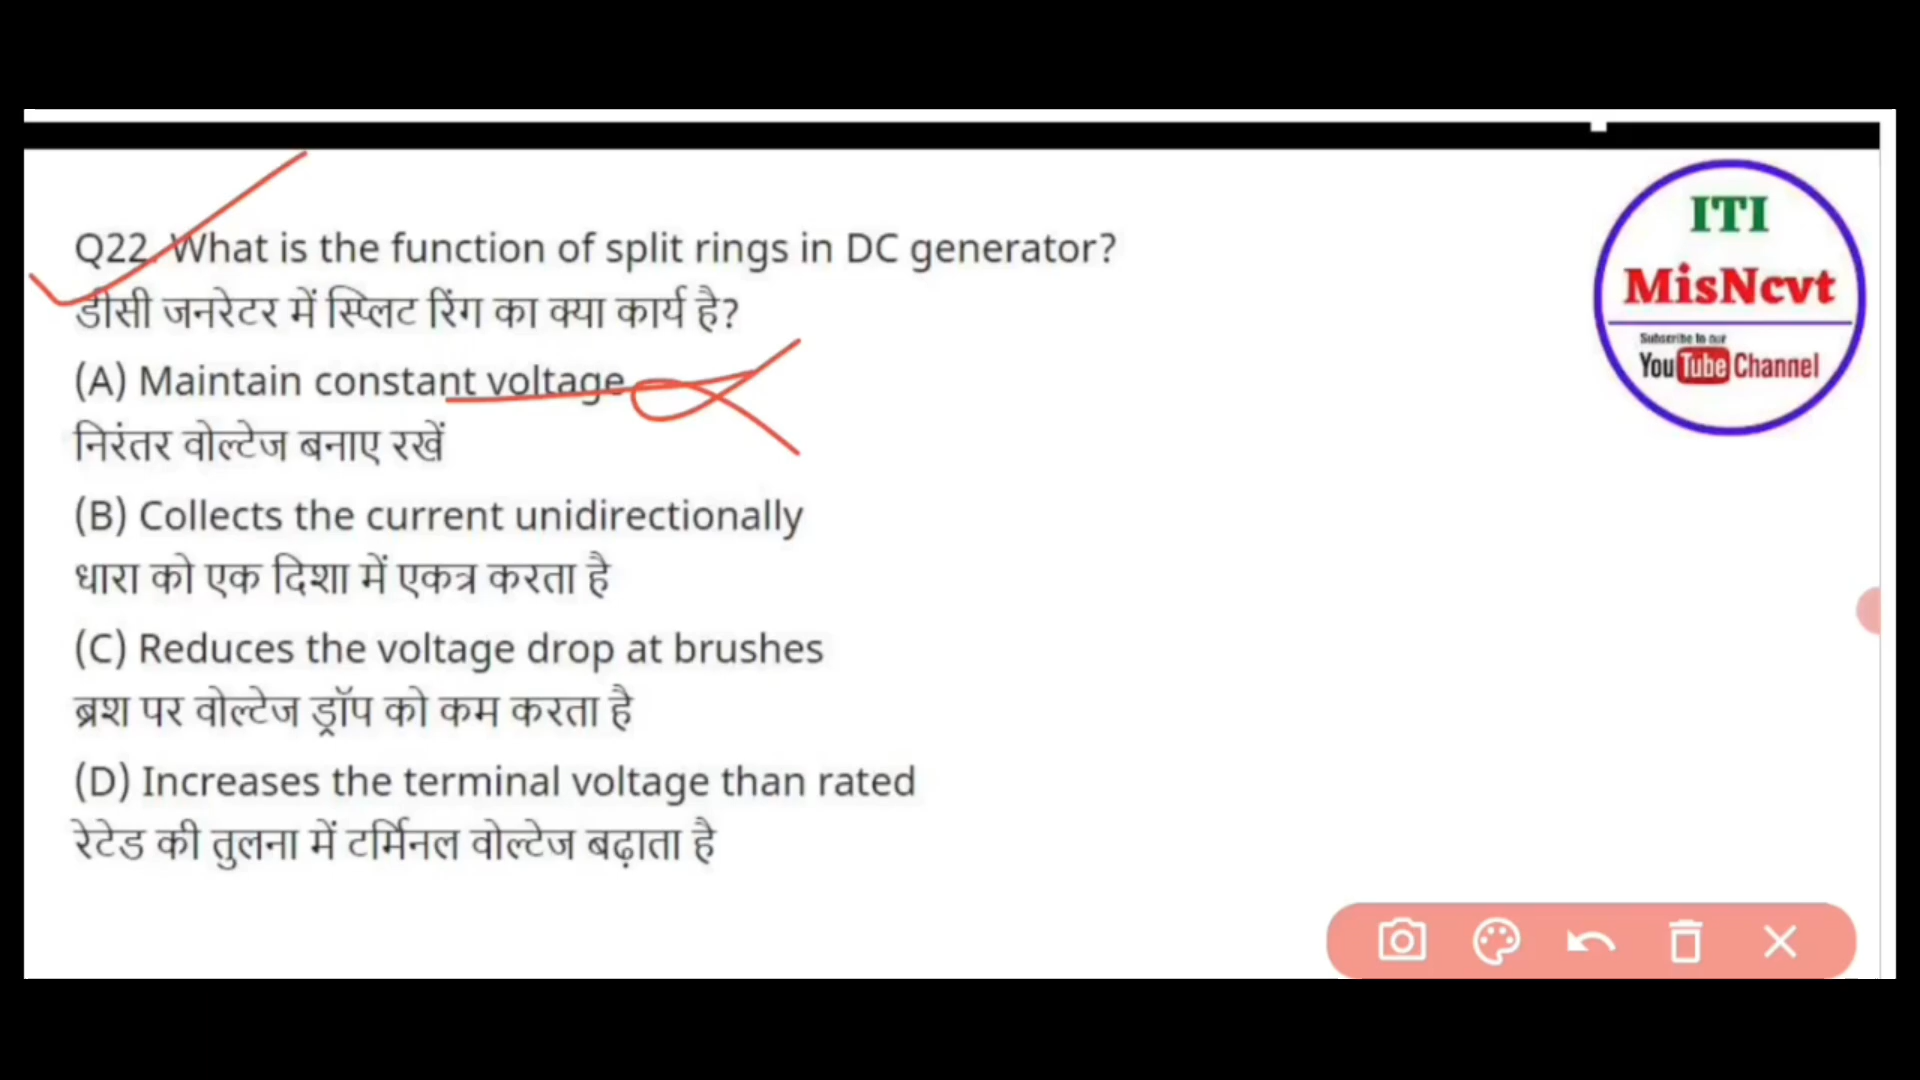 Q22. What is the function of split rings in DC generator?
डीसी जनरेटर में स्प्लिट रिंग का क्या कार्य है?
(A) Maintain constant voltage
निरंतर वोल्टेज बनाए रखें
(B) Collects the current unidirectionally
धारा को एक दिशा में एकत्र करता है
(C) Reduces the voltage drop at brushes
ब्रश पर वोल्टेज ड्रॉप को कम करता है
(D) Increases the terminal voltage than rated
रेटेड की तुलना में टर्मिनल वोल्टेज बढ़ाता है
ITI
MisNcvt
Subscribe to our
YouTube Channel